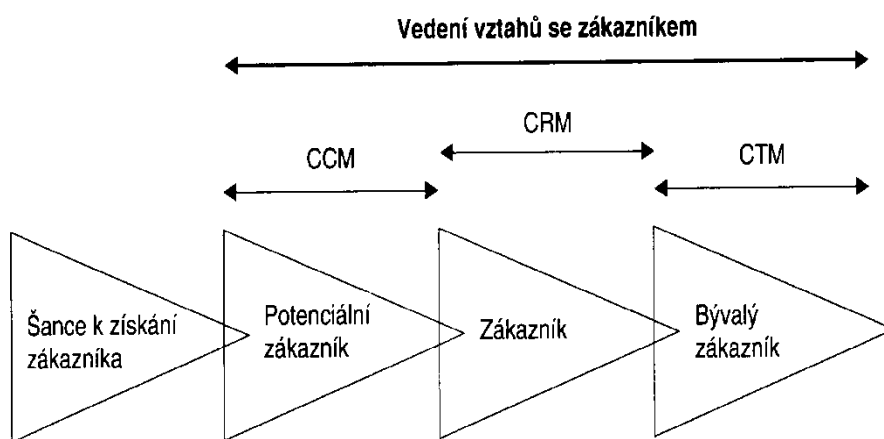 Vedení vztahů se zákazníkem
CRM
CCM
CTM
Šance k získání
zákazníka
Potenciální
zákazník
Zákazník
Bývalý
zákazník